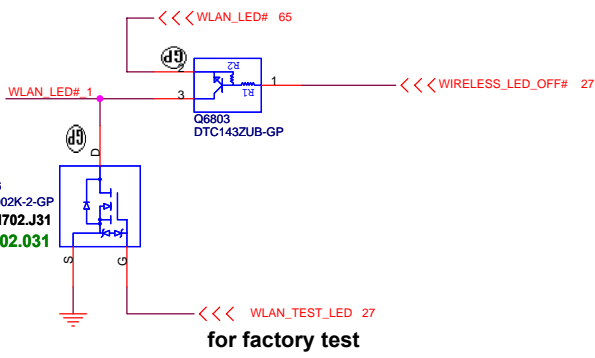 WLAN_LED# 65
GP
2
R2
R1
1
WIRELESS_LED_OFF# 27
WLAN_LED#_1
3
Q6803
DTC143ZUB-GP
GP
D
02K-2-GP
702.J31
02.031
S
G
WLAN_TEST_LED 27
for factory test